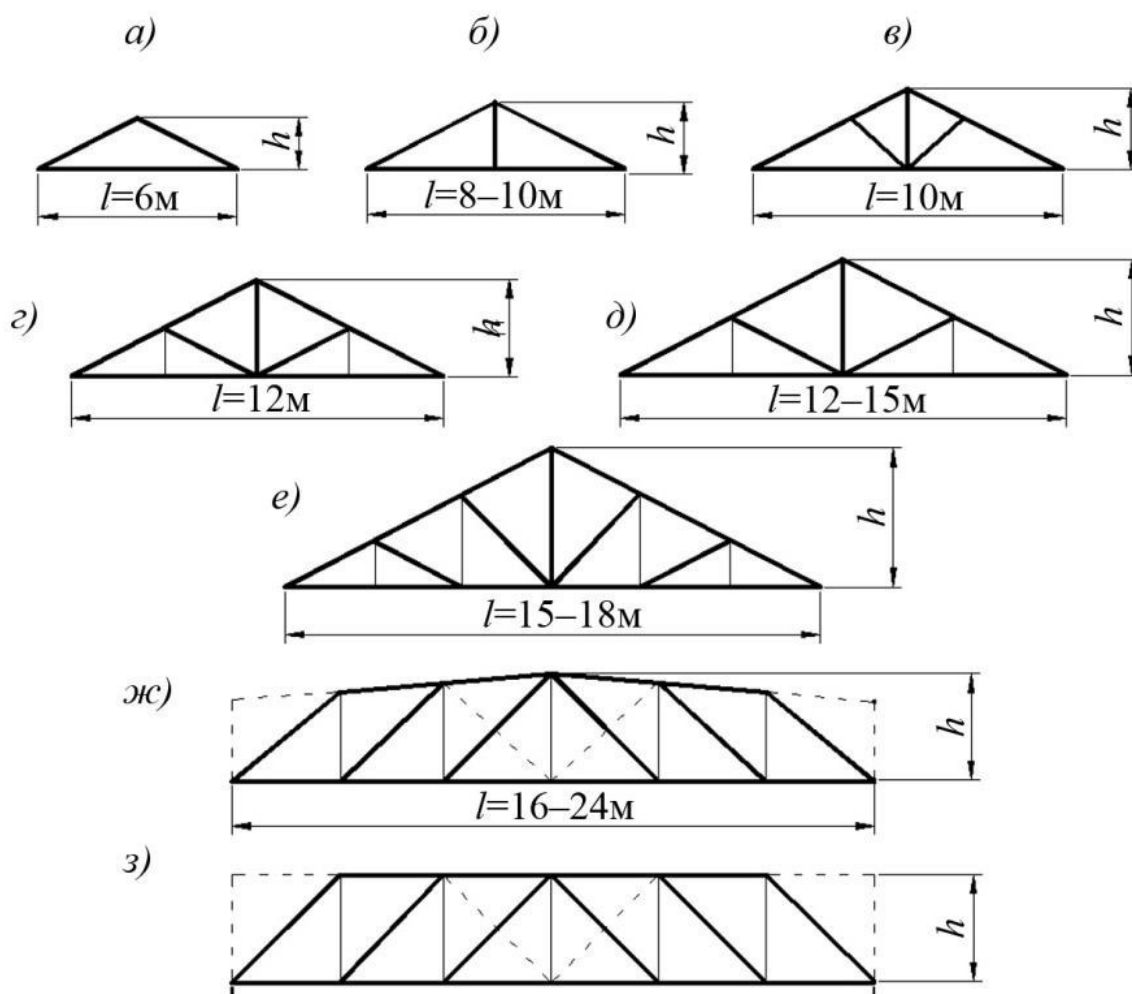 а) б) в)
h h h
l=6м l=8–10м l=10м
г) h д) h
l=12м l=12–15м
е) h
l=15–18м
ж) h
l=16–24м
з) h